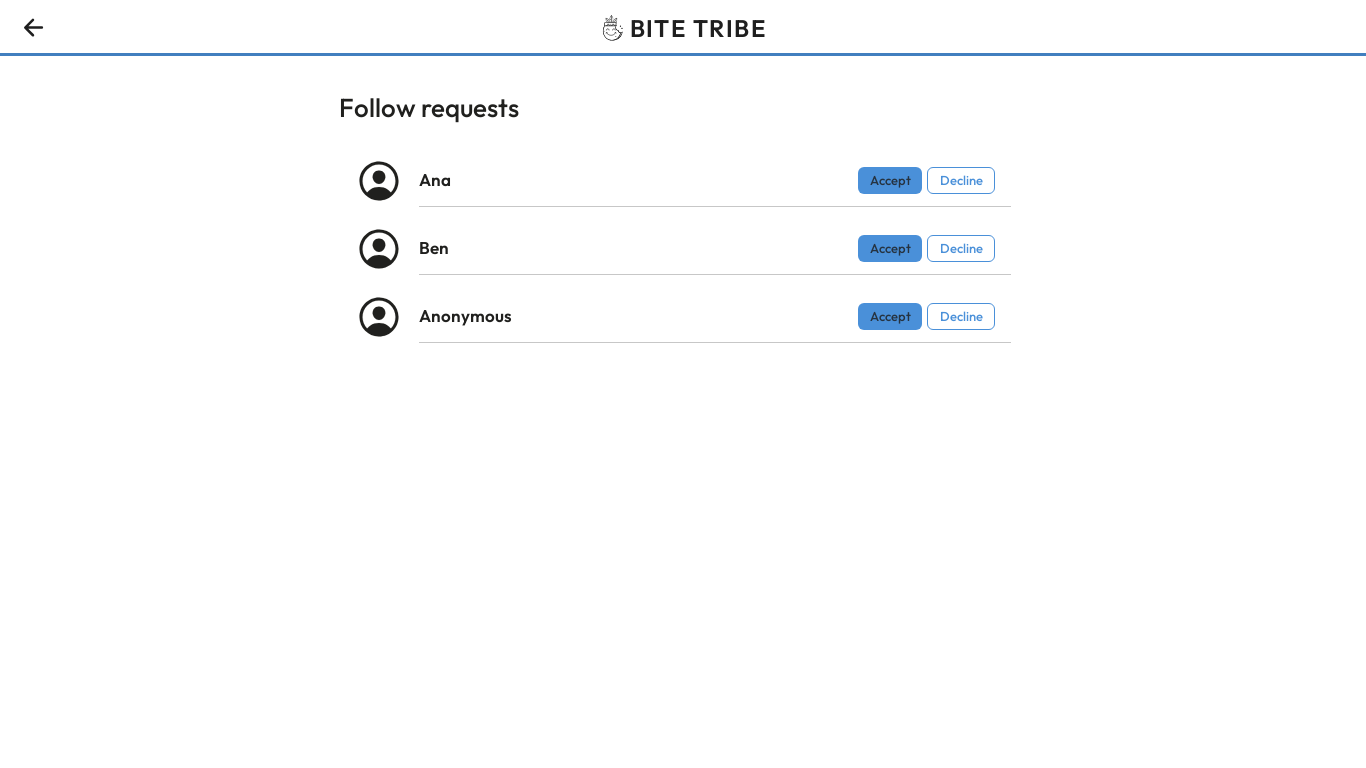 BITE TRIBE
Follow requests
Ana Accept Decline
Ben Accept Decline
Anonymous Accept Decline